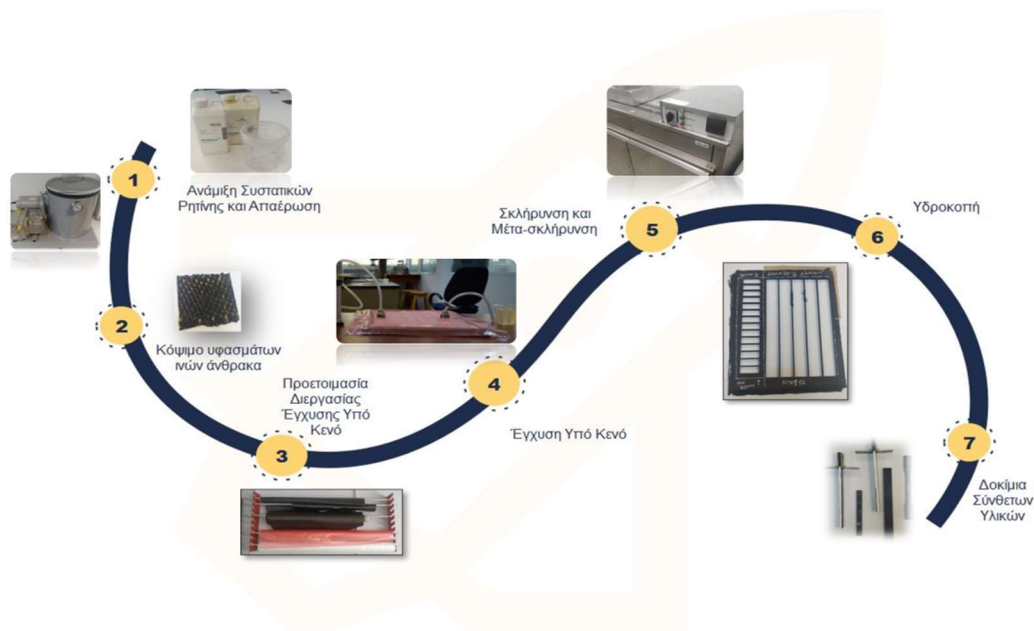 1
Ανάμιξη Συστατικών
Ρητίνης και Απαέρωση
2
Κόψιμο υφασμάτων
ινών άνθρακα
3
Προετοιμασία
Διεργασίας
Έγχυσης Υπό
Κενό
4
Έγχυση Υπό Κενό
5
Σκλήρυνση και
Μέτα-σκλήρυνση
6
Υδροκοπή
7
Δοκίμια
Σύνθετων
Υλικών